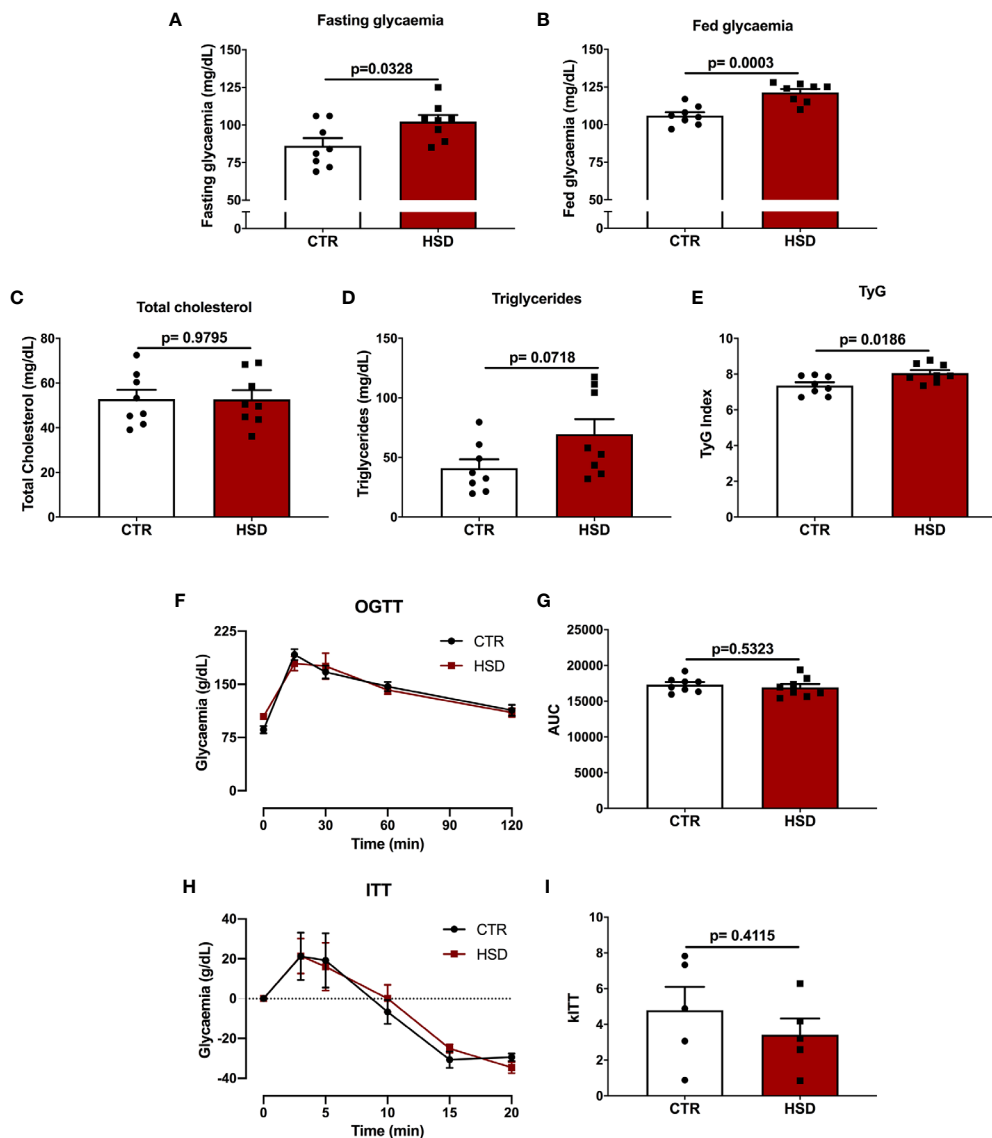 A
Fasting glycaemia
Fasting glycaemia (mg/dL)
150
125
100
75
50
0
p=0.0328
CTR
HSD
B
Fed glycaemia
Fed glycaemia (mg/dL)
150
125
100
75
50
0
p= 0.0003
CTR
HSD
C
Total cholesterol
Total Cholesterol (mg/dL)
80
60
40
20
0
p= 0.9795
CTR
HSD
D
Triglycerides
Triglycerides (mg/dL)
150
100
50
0
p= 0.0718
CTR
HSD
E
TyG
TyG Index
10
8
6
4
2
0
p= 0.0186
CTR
HSD
F
OGTT
Glycaemia (g/dL)
225
150
75
0
CTR
HSD
0
30
60
90
120
Time (min)
G
AUC
25000
20000
15000
10000
5000
0
p=0.5323
CTR
HSD
H
ITT
Glycaemia (g/dL)
40
20
0
-20
-40
CTR
HSD
0
5
10
15
20
Time (min)
I
kITT
10
8
6
4
2
0
p= 0.4115
CTR
HSD